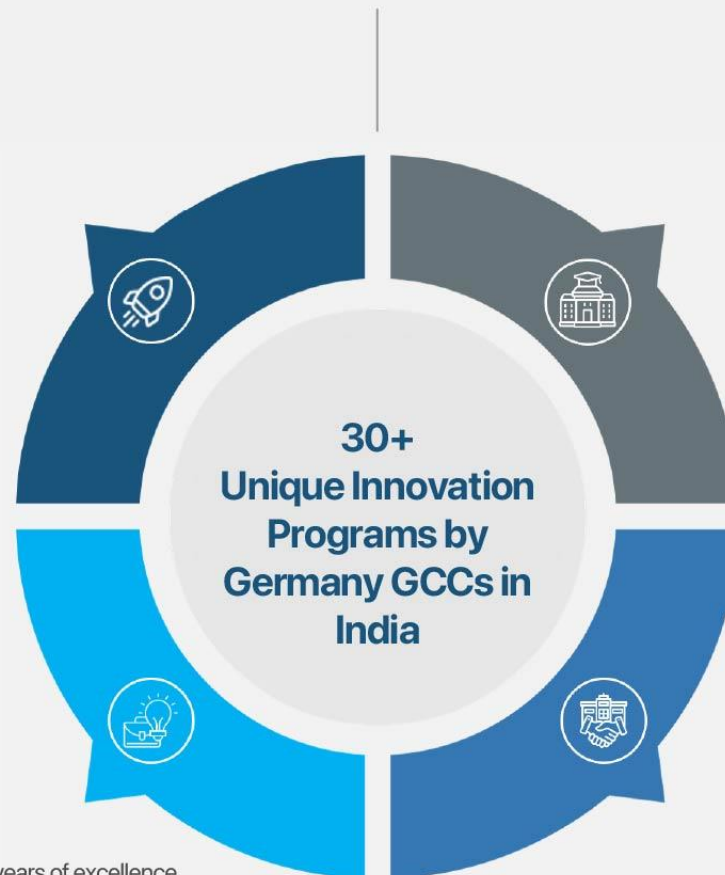 30+
Unique Innovation
Programs by
Germany GCCs in
India
years of excellence